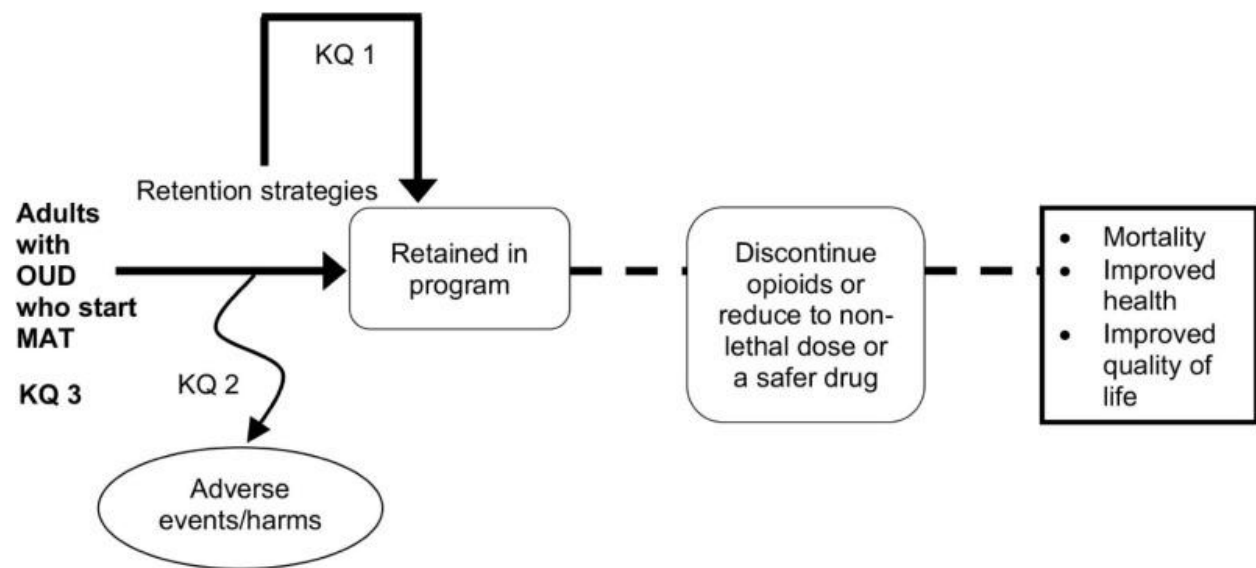 KQ 1
Retention strategies
Adults
with
OUD
who start
MAT
KQ 3
KQ 2
Adverse
events/harms
Retained in
program
Discontinue
opioids or
reduce to non-
lethal dose or
a safer drug
• Mortality
• Improved
health
• Improved
quality of
life